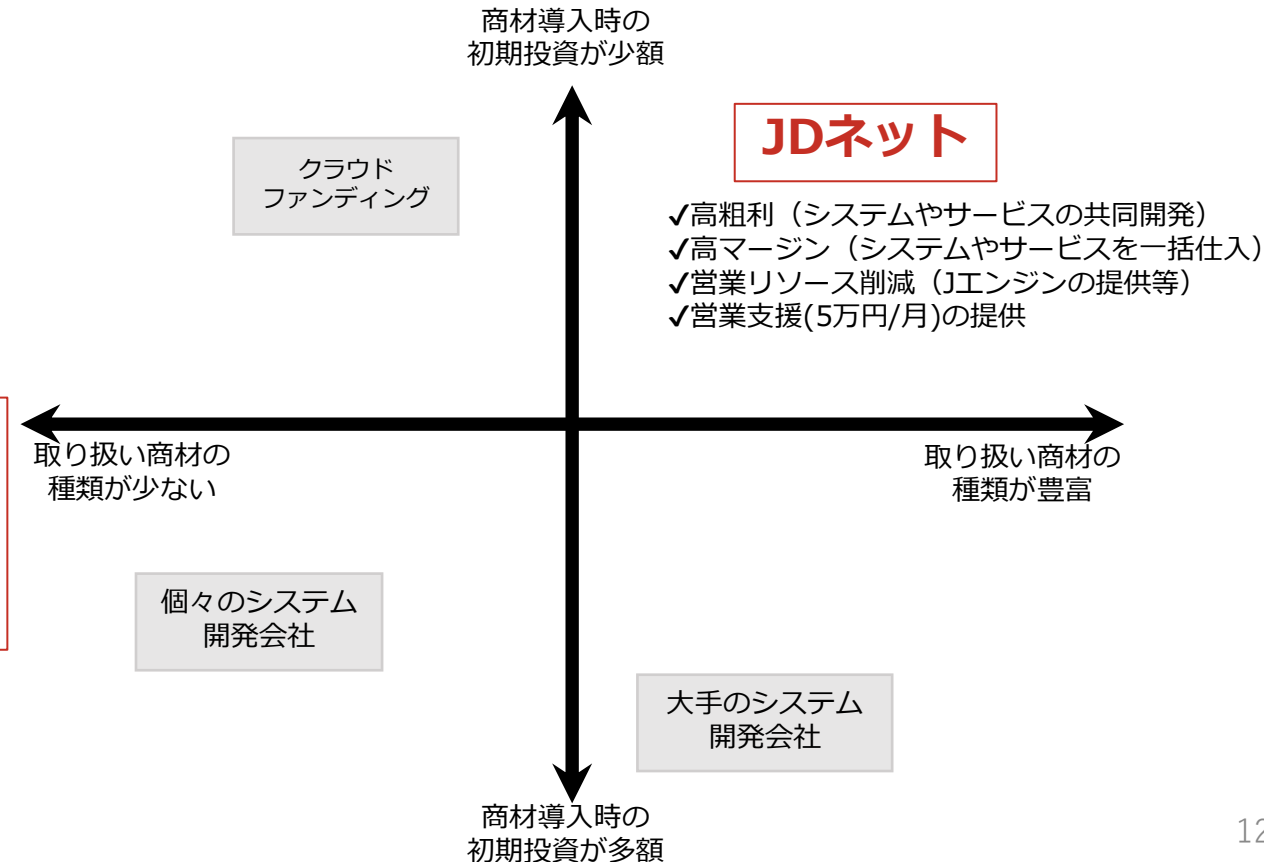 商材導入時の
初期投資が少額
JDネット
クラウド
ファンディング
✓高粗利（システムやサービスの共同開発）
✓高マージン（システムやサービスを一括仕入）
✓営業リソース削減（Jエンジンの提供等）
✓営業支援(5万円/月)の提供
取り扱い商材の
種類が少ない
取り扱い商材の
種類が豊富
個々のシステム
開発会社
大手のシステム
開発会社
商材導入時の
初期投資が多額
12